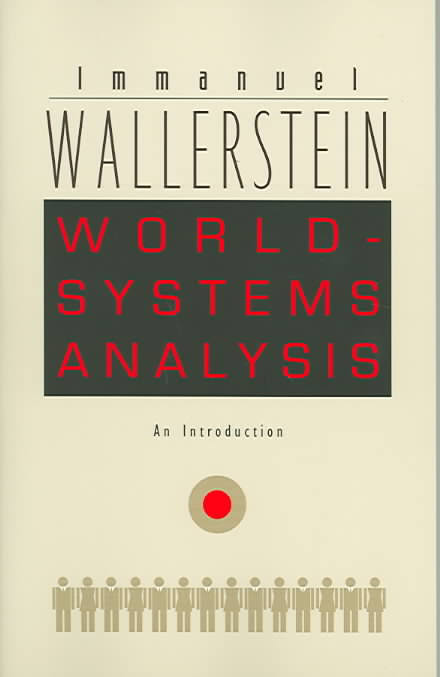 Immanuel
WALLERSTEIN
WORLD-
SYSTEMS
ANALYSIS
An Introduction